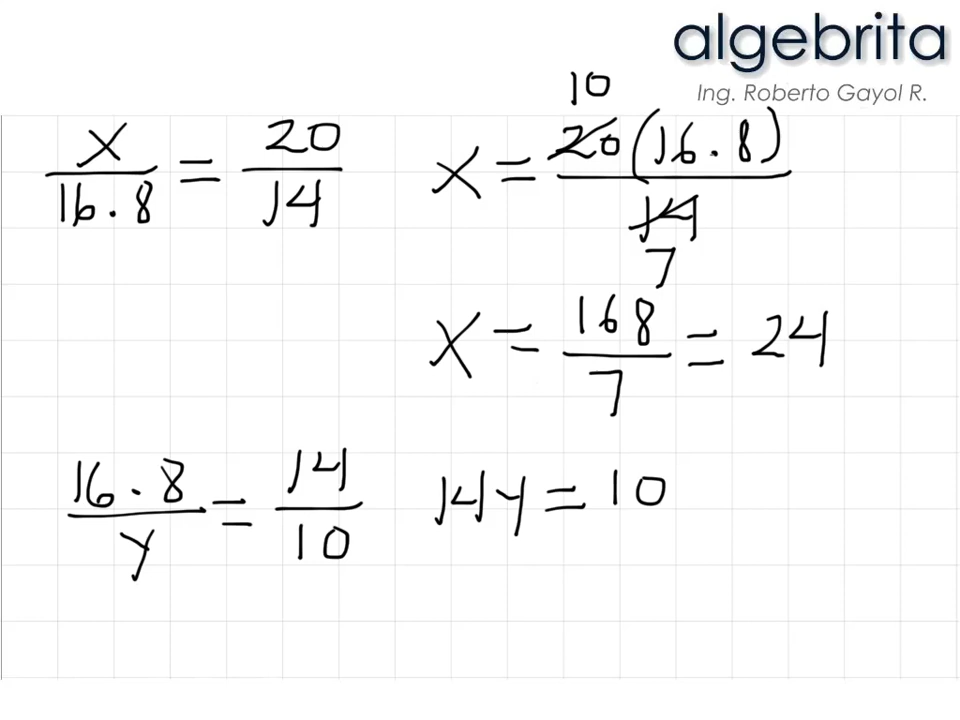 algebrita
Ing. Roberto Gayol R.
x/16.8 = 20/14
10
x = 20(16.8)/14
7
x = 168/7 = 24
16.8/y = 14/10
14y = 10